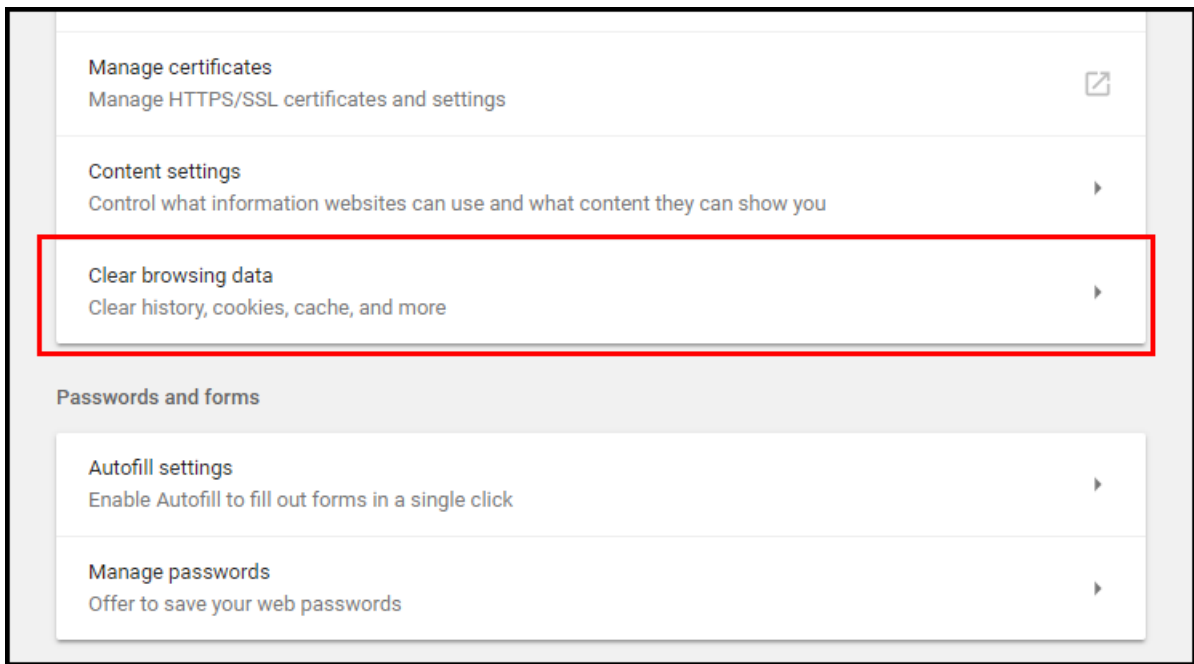 Manage certificates
Manage HTTPS/SSL certificates and settings
Content settings
Control what information websites can use and what content they can show you
Clear browsing data
Clear history, cookies, cache, and more
Passwords and forms
Autofill settings
Enable Autofill to fill out forms in a single click
Manage passwords
Offer to save your web passwords